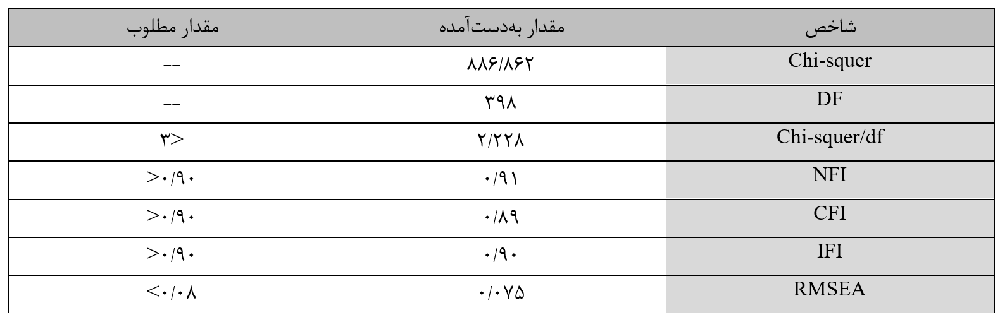 شاخص مقدار به‌دست‌آمده مقدار مطلوب
Chi-squer ۸۸۶/۸۶۲ --
DF ۳۹۸ --
Chi-squer/df ۲/۲۲۸ ۳>
NFI ۰/۹۱ >۰/۹۰
CFI ۰/۸۹ >۰/۹۰
IFI ۰/۹۰ >۰/۹۰
RMSEA ۰/۰۷۵ <۰/۰۸